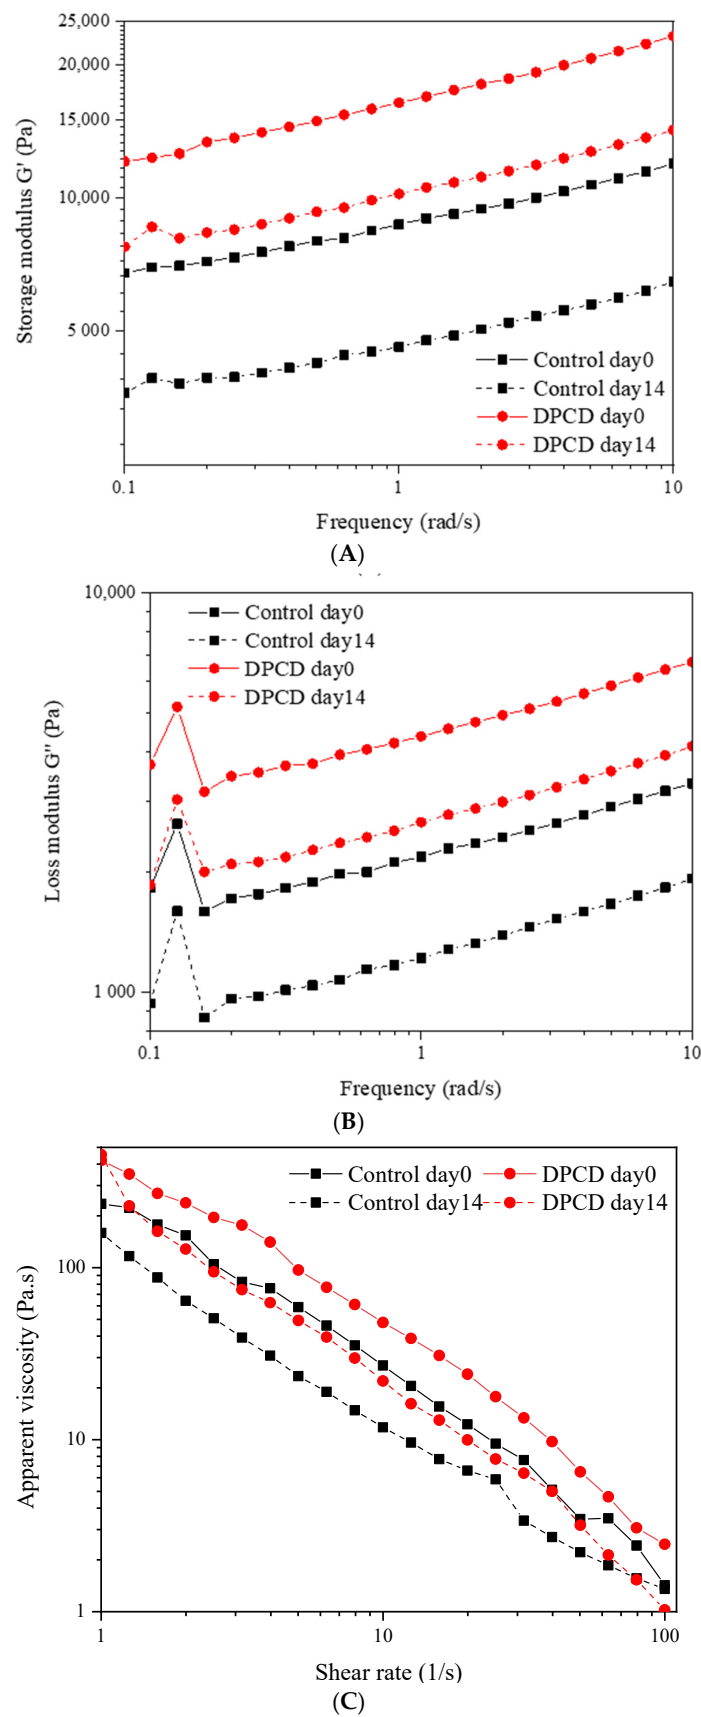 25,000
20,000
15,000
10,000
5 000
Storage modulus G' (Pa)
Control day0
Control day14
DPCD day0
DPCD day14
0.1
1
10
Frequency (rad/s)
(A)
10,000
1 000
Loss modulus G'' (Pa)
Control day0
Control day14
DPCD day0
DPCD day14
0.1
1
10
Frequency (rad/s)
(B)
100
10
1
Apparent viscosity (Pa.s)
Control day0 DPCD day0
Control day14 DPCD day14
1
10
100
Shear rate (1/s)
(C)